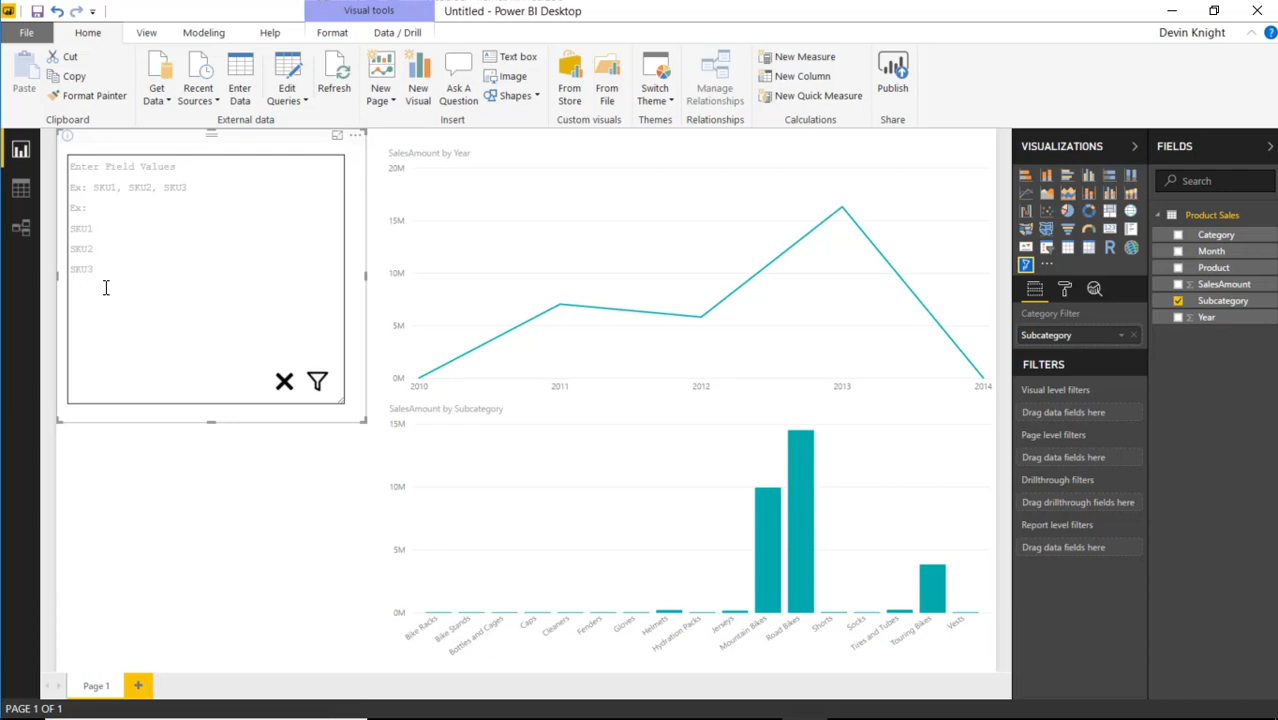 Visual tools
Untitled - Power BI Desktop
File
Home
View
Modeling
Help
Format
Data / Drill
Devin Knight
?
Paste
Cut
Copy
Format Painter
Clipboard
Get Data
Recent Sources
Enter Data
Edit Queries
Refresh
External data
New Page
New Visual
Ask A Question
Text box
Image
Shapes
Insert
From Store
From File
Custom visuals
Switch Theme
Themes
Manage Relationships
Relationships
New Measure
New Column
New Quick Measure
Calculations
Publish
Share
Enter Field Values
Ex: SKU1, SKU2, SKU3
Ex:
SKU1
SKU2
SKU3
SalesAmount by Year
20M
15M
10M
5M
0M
2010
2011
2012
2013
2014
SalesAmount by Subcategory
15M
10M
5M
0M
Bike Racks
Bike Stands
Bottles and Cages
Caps
Cleaners
Fenders
Gloves
Helmets
Hydration Packs
Jerseys
Mountain Bikes
Road Bikes
Shorts
Socks
Tires and Tubes
Touring Bikes
Vests
VISUALIZATIONS
R
Category Filter
Subcategory
FILTERS
Visual level filters
Drag data fields here
Page level filters
Drag data fields here
Drillthrough filters
Drag drillthrough fields here
Report level filters
Drag data fields here
FIELDS
Search
Product Sales
Category
Month
Product
Σ SalesAmount
Subcategory
Σ Year
Page 1
PAGE 1 OF 1